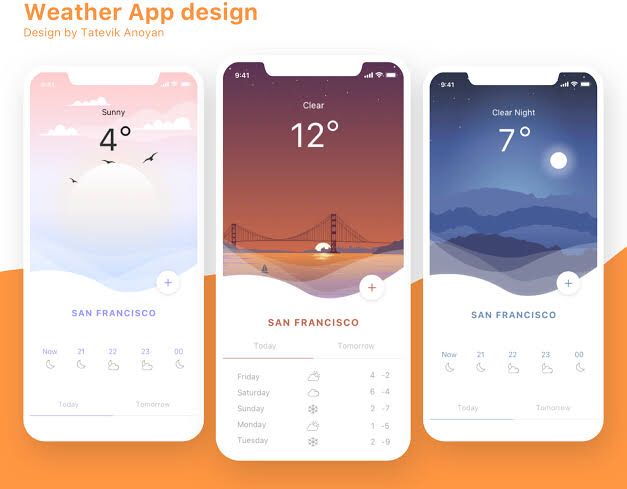 Weather App design
Design by Tatevik Anoyan
9:41
Sunny
4°
SAN FRANCISCO
Now 21 22 23 00
Today Tomorrow
9:41
Clear
12°
SAN FRANCISCO
Today Tomorrow
Friday 4 -2
Saturday 6 -4
Sunday 2 -7
Monday 1 -5
Tuesday 2 -9
9:41
Clear Night
7°
SAN FRANCISCO
Now 21 22 23 00
Today Tomorrow